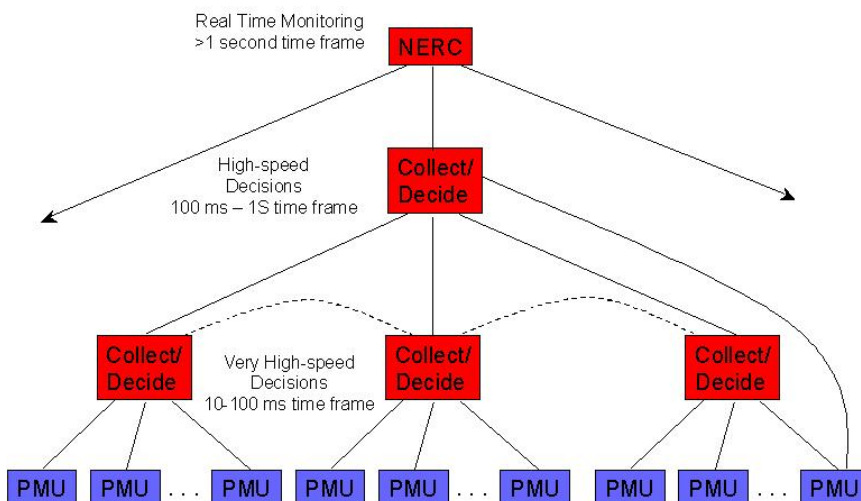 Real Time Monitoring
>1 second time frame
NERC
High-speed
Decisions
100 ms – 1S time frame
Collect/
Decide
Collect/
Decide
Very High-speed
Decisions
10-100 ms time frame
Collect/
Decide
Collect/
Decide
PMU PMU . . . PMU PMU PMU . . . PMU PMU PMU . . . PMU